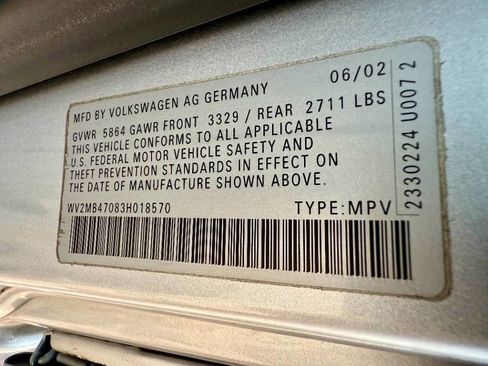 MFD BY VOLKSWAGEN AG GERMANY 06/02
GVWR 5864 GAWR FRONT 3329 / REAR 2711 LBS
THIS VEHICLE CONFORMS TO ALL APPLICABLE
U.S. FEDERAL MOTOR VEHICLE SAFETY AND
THEFT PREVENTION STANDARDS IN EFFECT ON
THE DATE OF MANUFACTURE SHOWN ABOVE.
WV2MB47083H018570 TYPE:MPV
2330224 U007 2